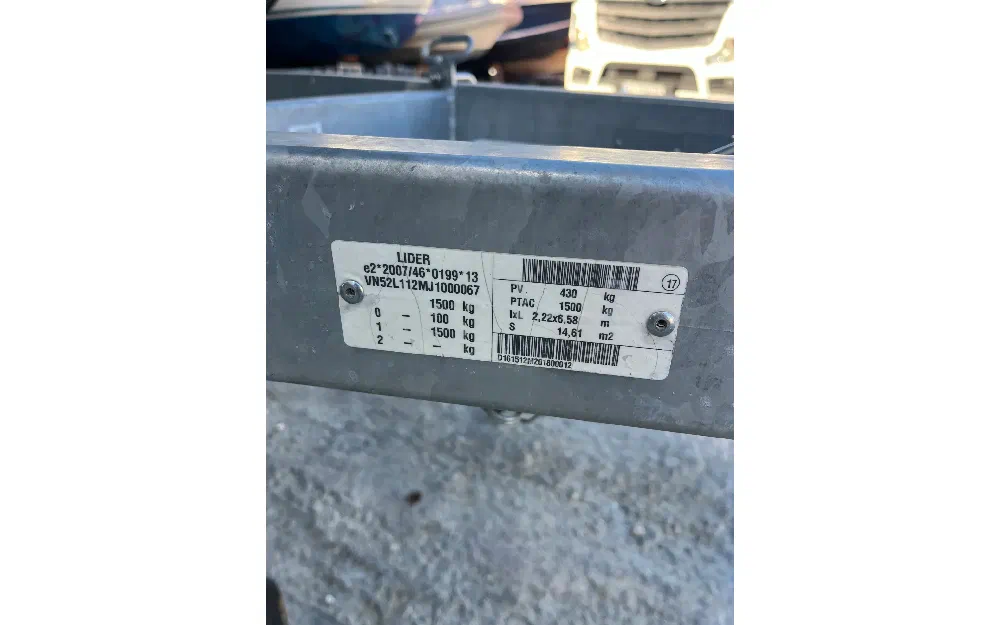 LIDER
e2*2007/46*0199*13
VN52L112MJ1000067
1500 kg
0 – 100 kg
1 – 1500 kg
2 – – kg
17
PV 430 kg
PTAC 1500 kg
lxL 2,22x6,58 m
S 14,61 m2
D161512M201800012